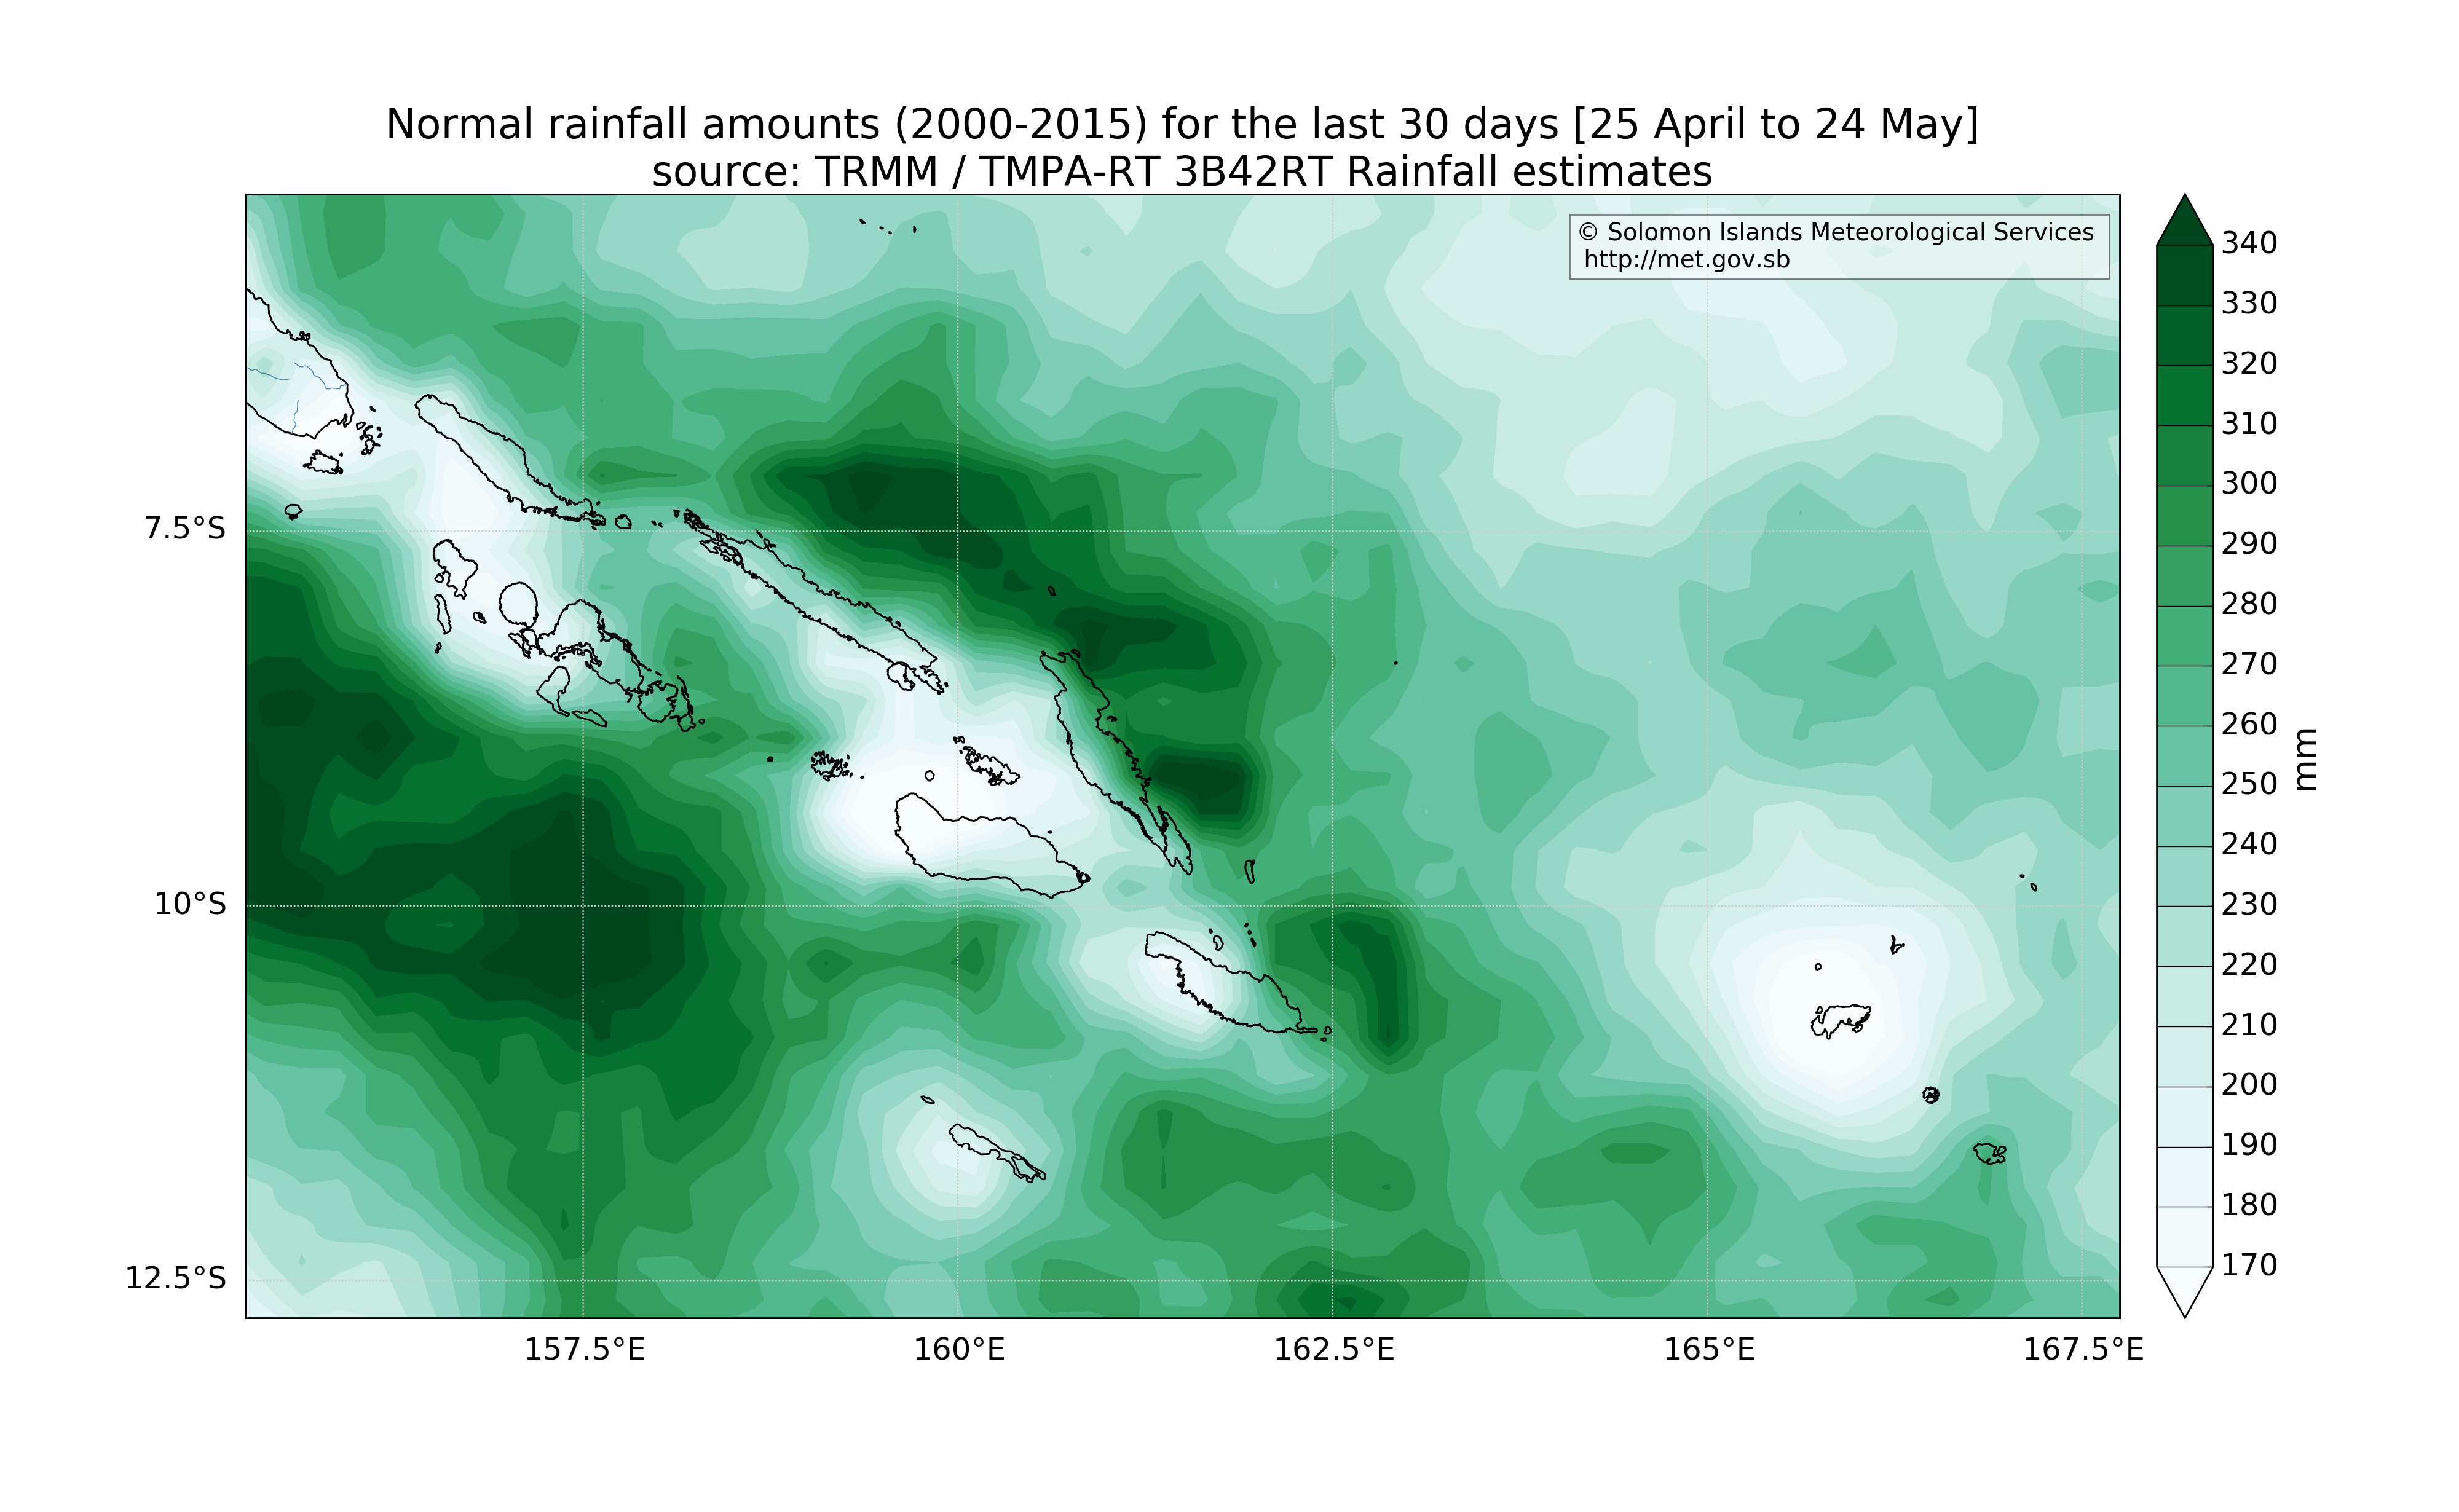 Normal rainfall amounts (2000-2015) for the last 30 days [25 April to 24 May]
source: TRMM / TMPA-RT 3B42RT Rainfall estimates
© Solomon Islands Meteorological Services
http://met.gov.sb
7.5°S
10°S
12.5°S
157.5°E
160°E
162.5°E
165°E
167.5°E
340
330
320
310
300
290
280
270
260
250
240
230
220
210
200
190
180
170
mm